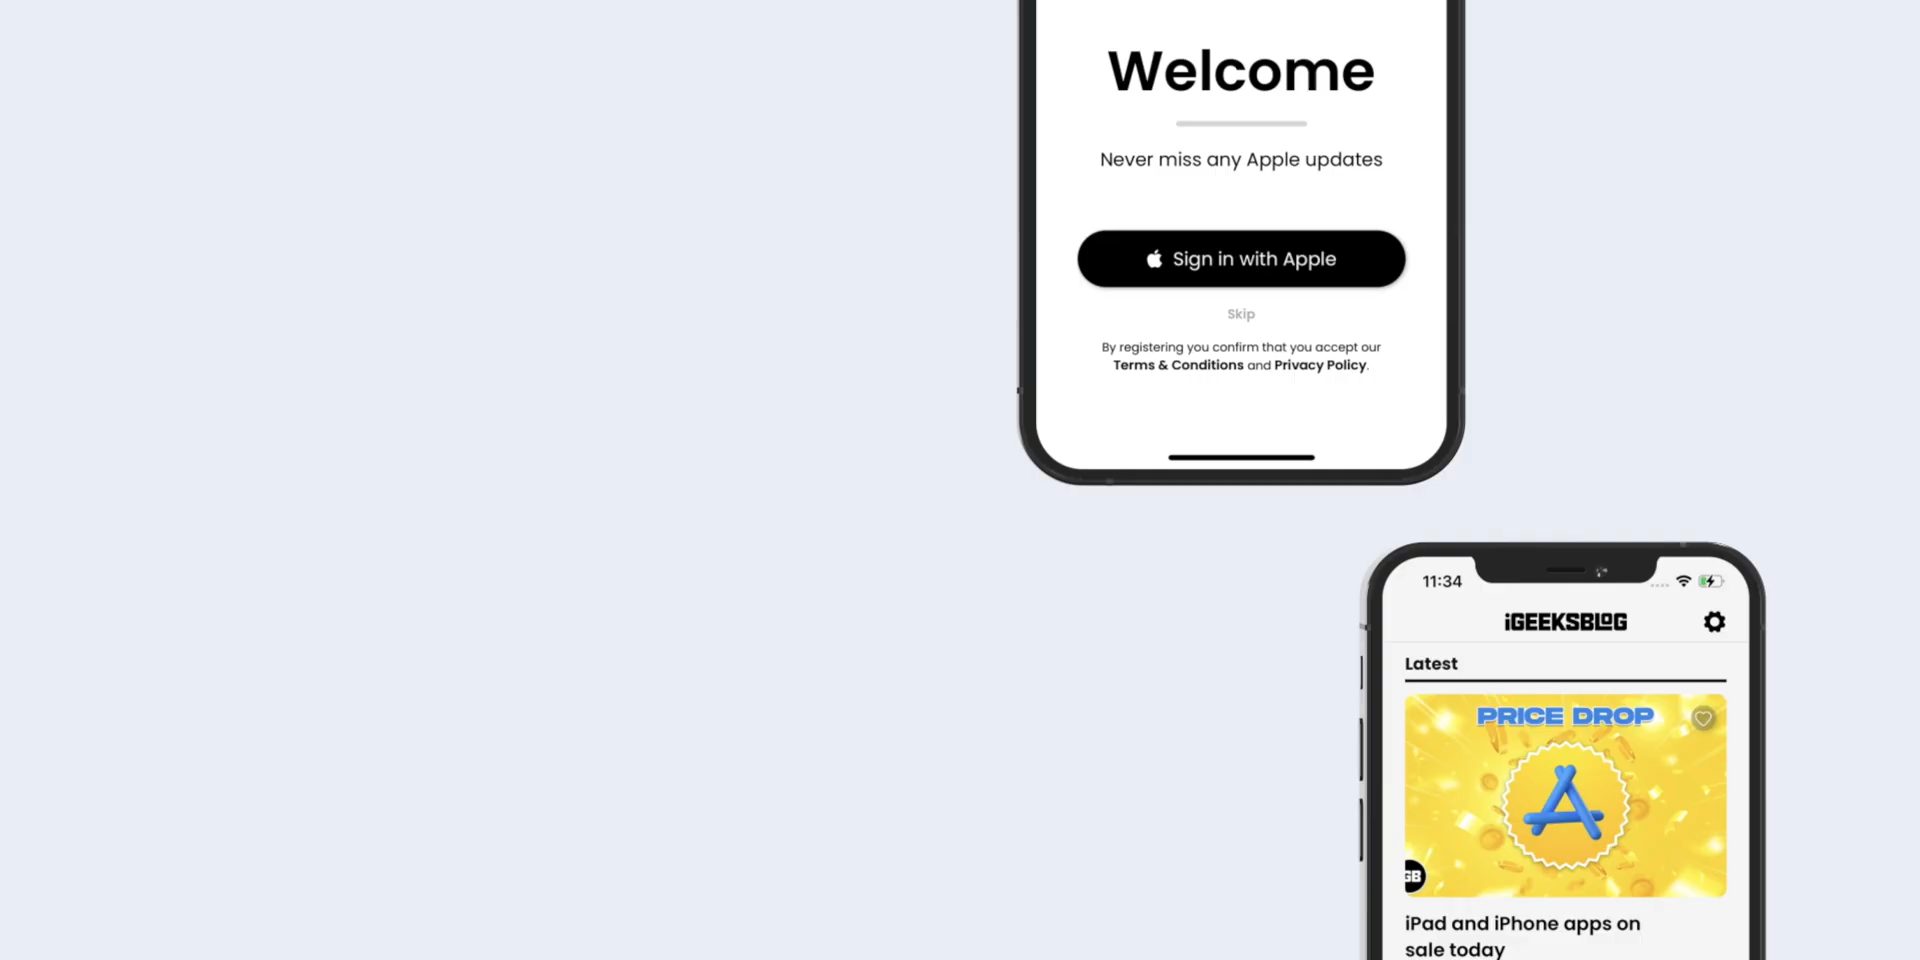 Welcome
Never miss any Apple updates
Sign in with Apple
Skip
By registering you confirm that you accept our
Terms & Conditions and Privacy Policy.
11:34
iGEEKSBLOG
Latest
PRICE DROP
GB
iPad and iPhone apps on
sale today